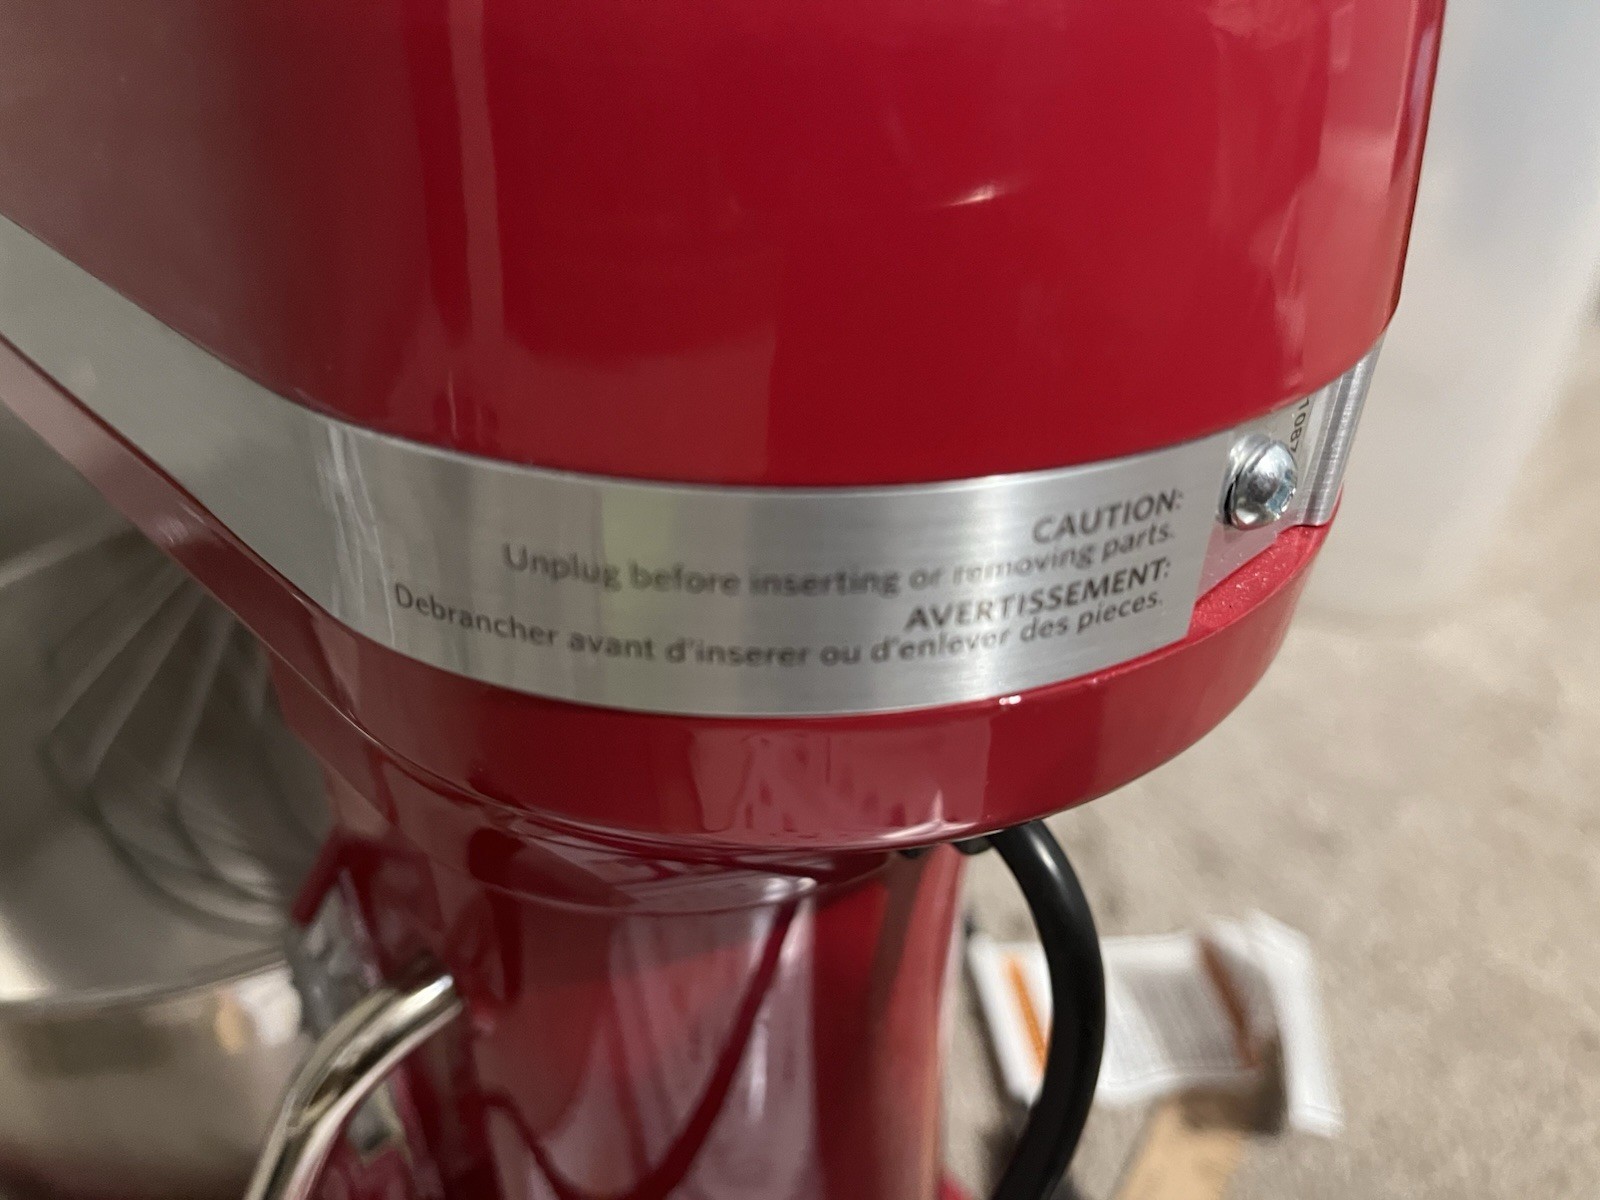 CAUTION:
Unplug before inserting or removing parts.
AVERTISSEMENT:
Debrancher avant d'inserer ou d'enlever des pieces.